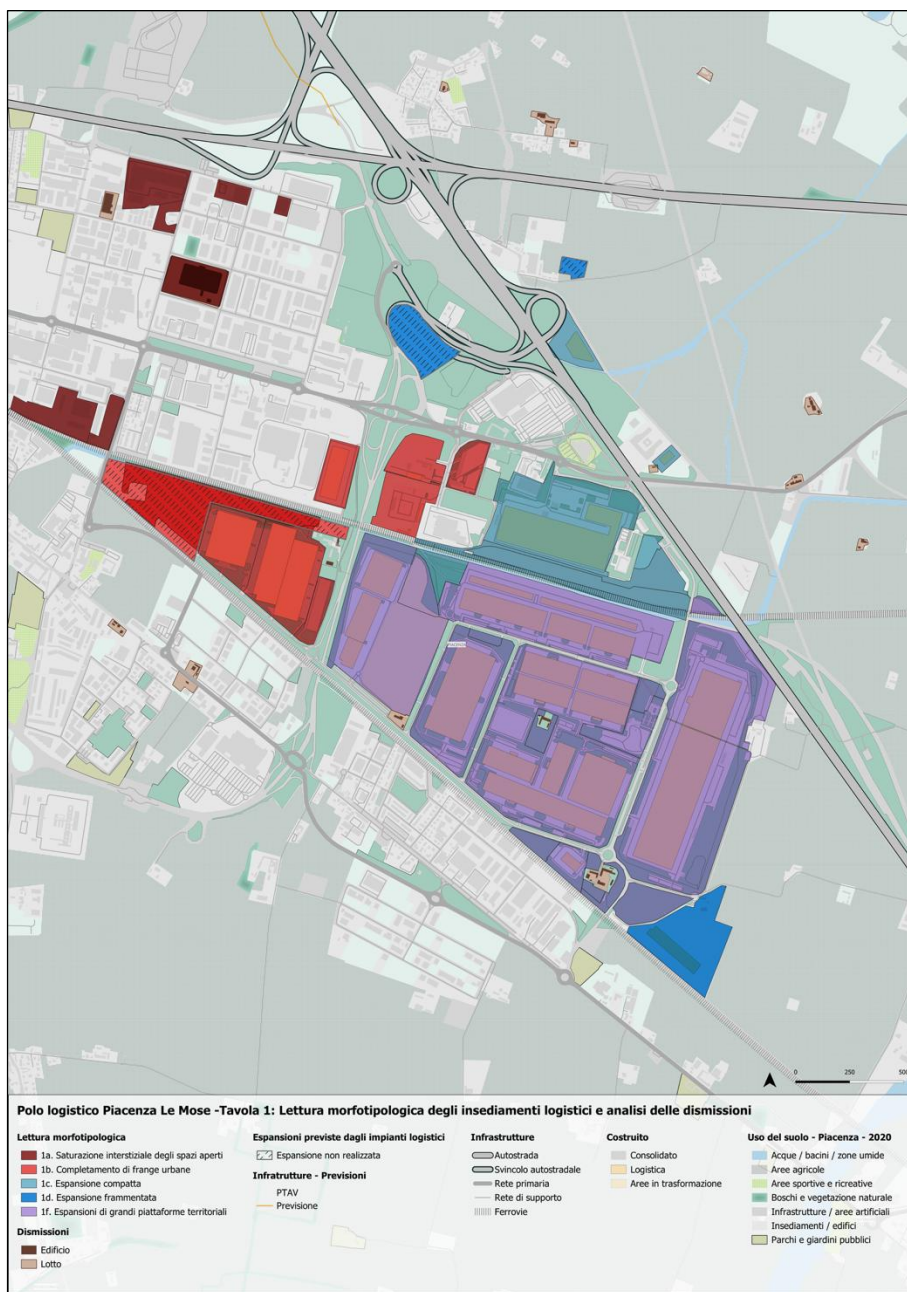 PIACENZA
0 250 500
Polo logistico Piacenza Le Mose -Tavola 1: Lettura morfotipologica degli insediamenti logistici e analisi delle dismissioni
Lettura morfotipologica
1a. Saturazione interstiziale degli spazi aperti
1b. Completamento di frange urbane
1c. Espansione compatta
1d. Espansione frammentata
1f. Espansioni di grandi piattaforme territoriali
Dismissioni
Edificio
Lotto
Espansioni previste dagli impianti logistici
Espansione non realizzata
Infratrutture - Previsioni
PTAV
Previsione
Infrastrutture
Autostrada
Svincolo autostradale
Rete primaria
Rete di supporto
Ferrovie
Costruito
Consolidato
Logistica
Aree in trasformazione
Uso del suolo - Piacenza - 2020
Acque / bacini / zone umide
Aree agricole
Aree sportive e ricreative
Boschi e vegetazione naturale
Infrastrutture / aree artificiali
Insediamenti / edifici
Parchi e giardini pubblici